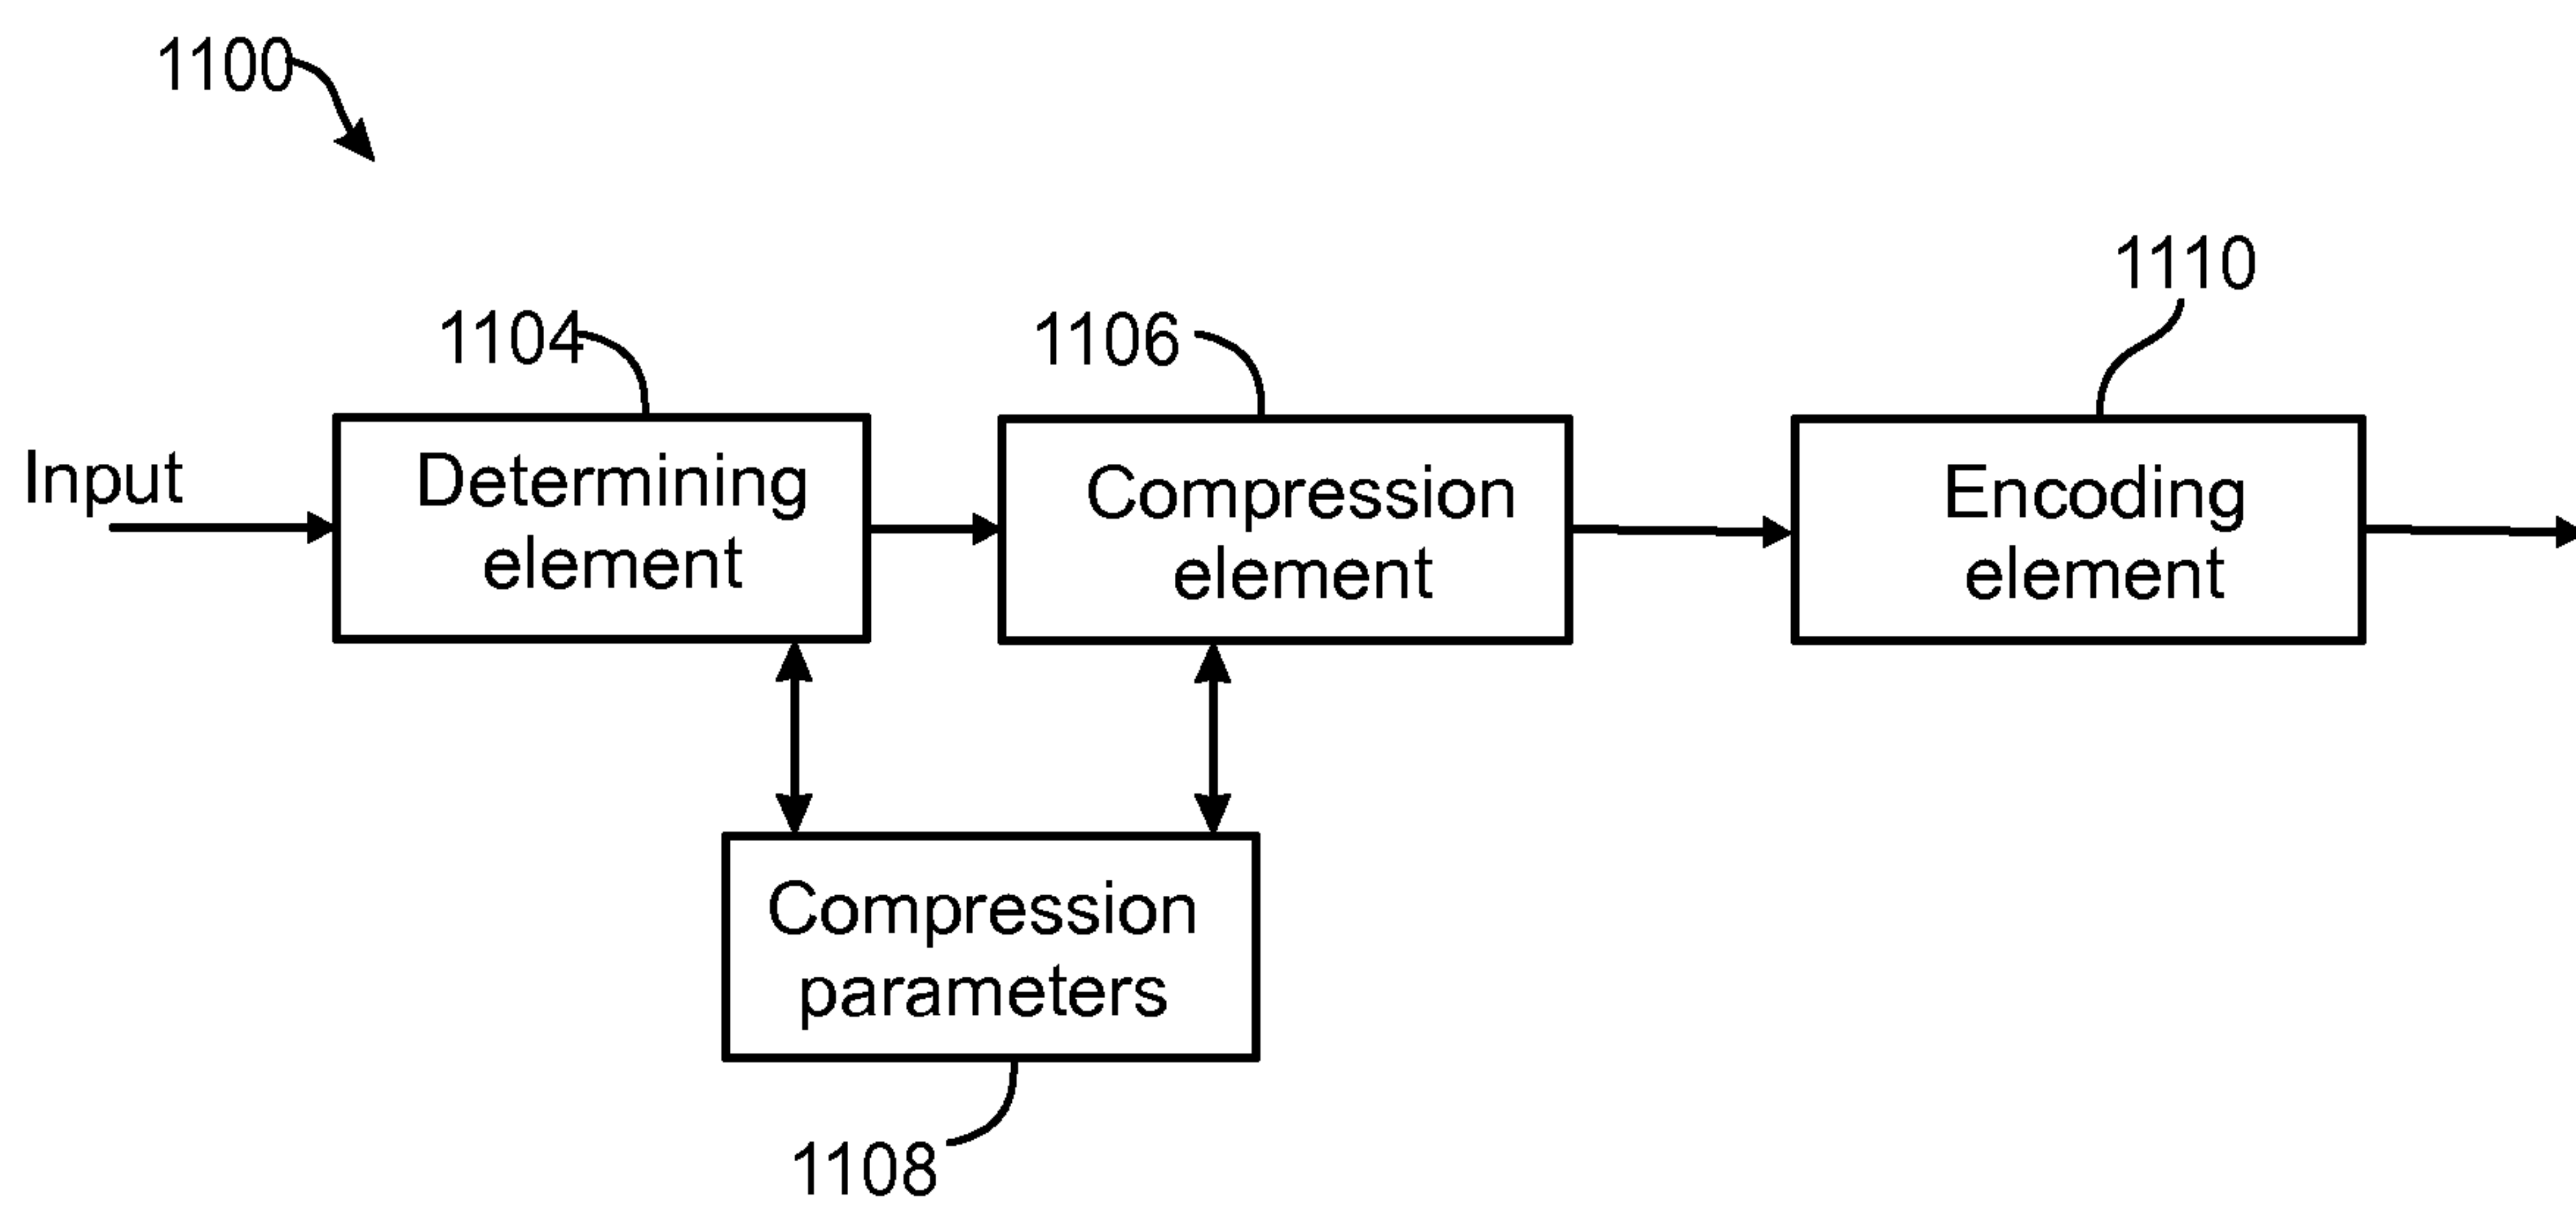 1100
1110
1104
1106
Input
Determining
element
Compression
element
Encoding
element
Compression
parameters
1108